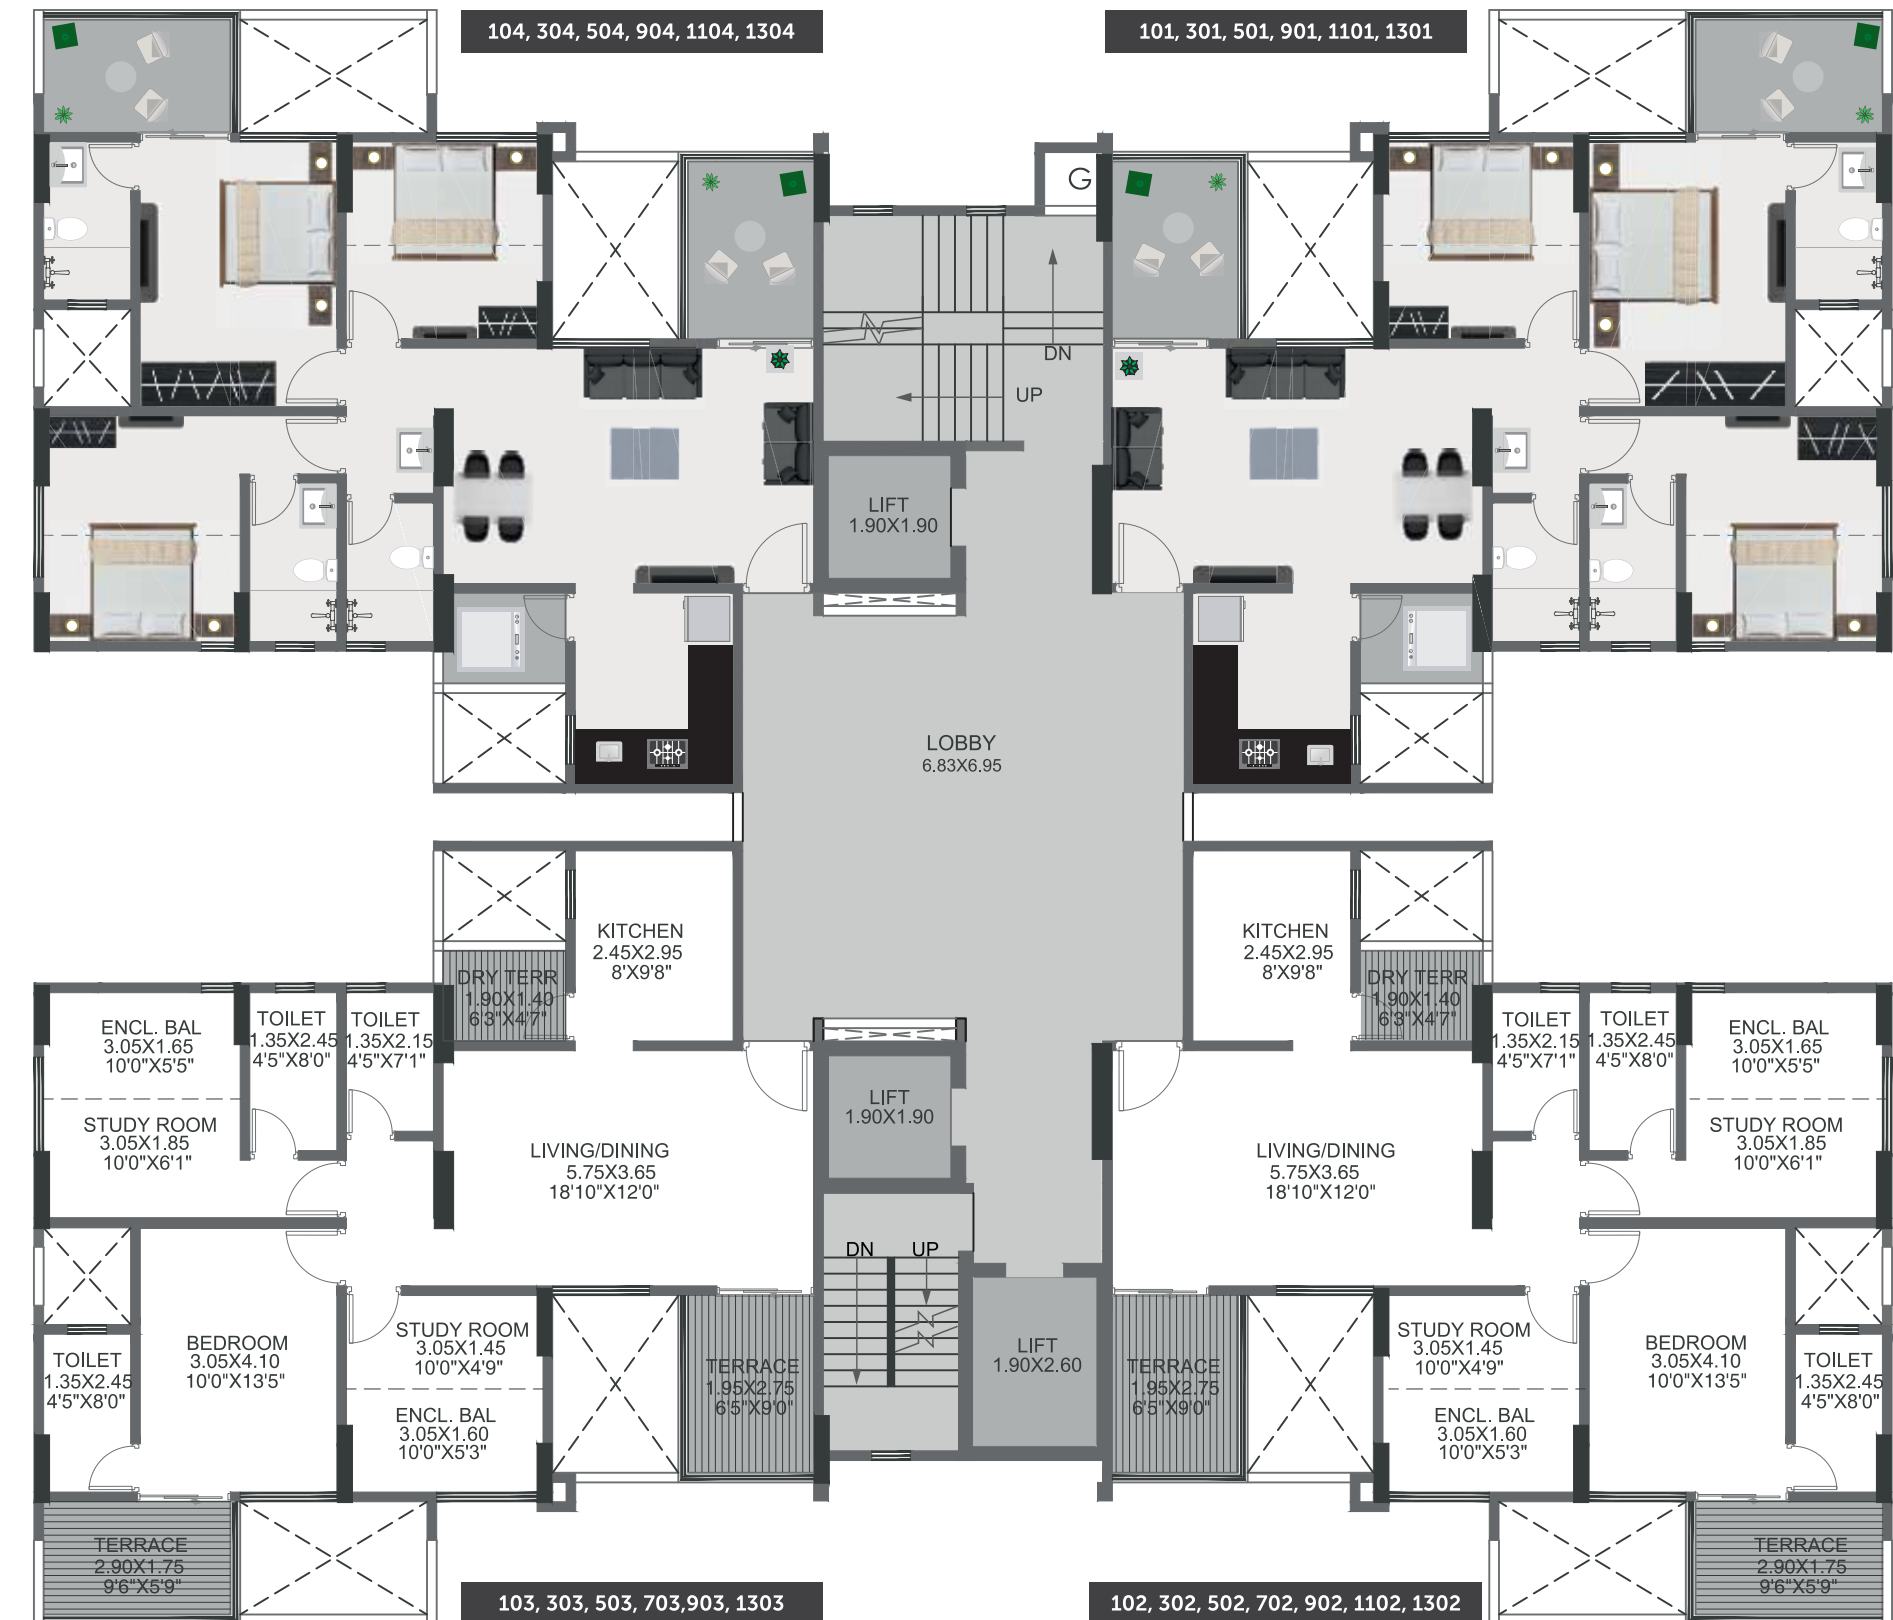 104, 304, 504, 904, 1104, 1304
101, 301, 501, 901, 1101, 1301
G
DN
UP
LIFT
1.90X1.90
LOBBY
6.83X6.95
KITCHEN
2.45X2.95
8'X9'8"
DRY TERR
1.90X1.40
6'3"X4'7"
ENCL. BAL
3.05X1.65
10'0"X5'5"
TOILET
1.35X2.45
4'5"X8'0"
TOILET
1.35X2.15
4'5"X7'1"
STUDY ROOM
3.05X1.85
10'0"X6'1"
LIVING/DINING
5.75X3.65
18'10"X12'0"
BEDROOM
3.05X4.10
10'0"X13'5"
TOILET
1.35X2.45
4'5"X8'0"
STUDY ROOM
3.05X1.45
10'0"X4'9"
ENCL. BAL
3.05X1.60
10'0"X5'3"
TERRACE
1.95X2.75
6'5"X9'0"
TERRACE
2.90X1.75
9'6"X5'9"
LIFT
1.90X1.90
DN
UP
LIFT
1.90X2.60
KITCHEN
2.45X2.95
8'X9'8"
DRY TERR
1.90X1.40
6'3"X4'7"
TOILET
1.35X2.15
4'5"X7'1"
TOILET
1.35X2.45
4'5"X8'0"
ENCL. BAL
3.05X1.65
10'0"X5'5"
STUDY ROOM
3.05X1.85
10'0"X6'1"
LIVING/DINING
5.75X3.65
18'10"X12'0"
STUDY ROOM
3.05X1.45
10'0"X4'9"
ENCL. BAL
3.05X1.60
10'0"X5'3"
BEDROOM
3.05X4.10
10'0"X13'5"
TOILET
1.35X2.45
4'5"X8'0"
TERRACE
1.95X2.75
6'5"X9'0"
TERRACE
2.90X1.75
9'6"X5'9"
103, 303, 503, 703,903, 1303
102, 302, 502, 702, 902, 1102, 1302